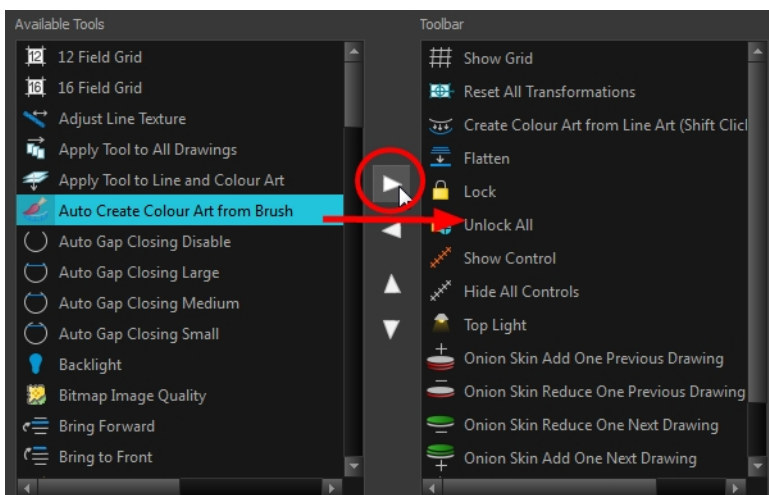 Available Tools
12 12 Field Grid
16 16 Field Grid
Adjust Line Texture
Apply Tool to All Drawings
Apply Tool to Line and Colour Art
Auto Create Colour Art from Brush
Auto Gap Closing Disable
Auto Gap Closing Large
Auto Gap Closing Medium
Auto Gap Closing Small
Backlight
Bitmap Image Quality
Bring Forward
Bring to Front
Toolbar
Show Grid
Reset All Transformations
Create Colour Art from Line Art (Shift Clic
Flatten
Lock
Unlock All
Show Control
Hide All Controls
Top Light
Onion Skin Add One Previous Drawing
Onion Skin Reduce One Previous Drawing
Onion Skin Reduce One Next Drawing
Onion Skin Add One Next Drawing